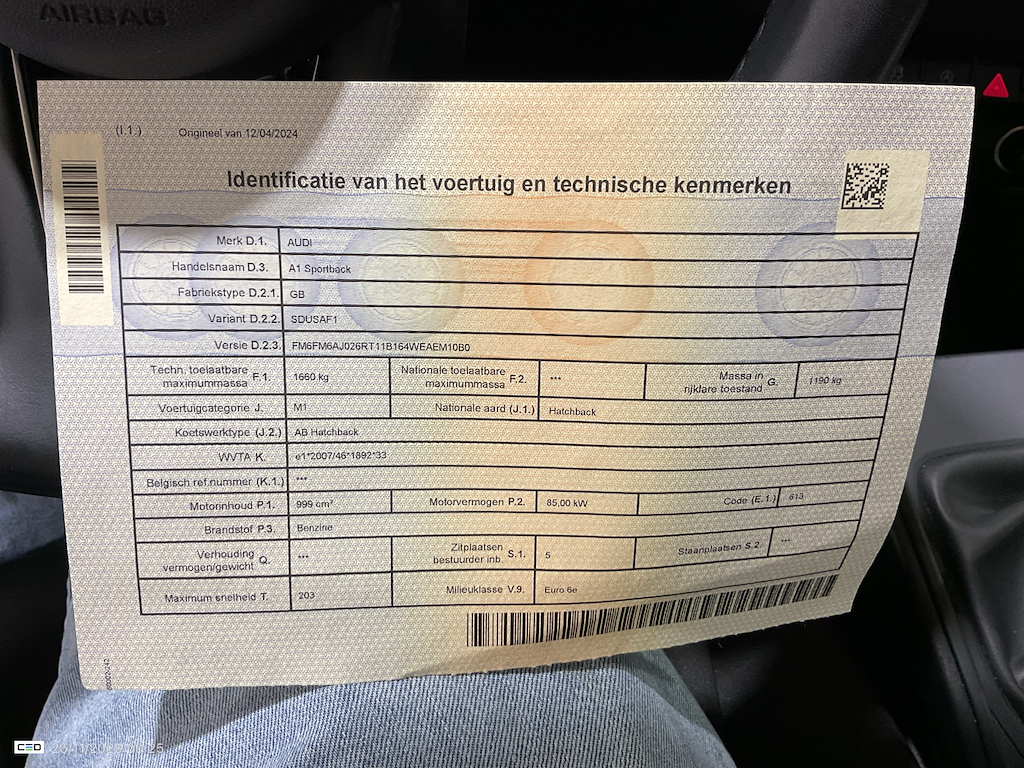 AIRBAG
(I.1.) Origineel van 12/04/2024
Identificatie van het voertuig en technische kenmerken
Merk D.1. AUDI
Handelsnaam D.3. A1 Sportback
Fabriekstype D.2.1. GB
Variant D.2.2. SDUSAF1
Versie D.2.3. FM6FM6AJ026RT11B164WEAEM10B0
Techn. toelaatbare maximummassa F.1. 1660 kg Nationale toelaatbare maximummassa F.2. *** Massa in rijklare toestand G. 1190 kg
Voertuigcategorie J. M1 Nationale aard (J.1.) Hatchback
Koetswerktype (J.2.) AB Hatchback
WVTA K. e1*2007/46*1892*33
Belgisch ref.nummer (K.1.) ***
Motorinhoud P.1. 999 cm³ Motorvermogen P.2. 85,00 kW Code (E.1.) 613
Brandstof P.3. Benzine
Verhouding vermogen/gewicht Q. *** Zitplaatsen bestuurder inb. S.1. 5 Staanplaatsen S.2. ***
Maximum snelheid T. 203 Milieuklasse V.9. Euro 6e
CED